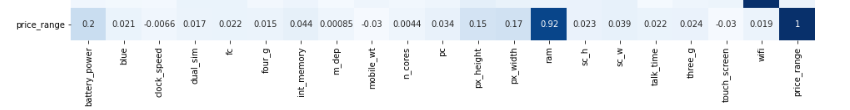 price_range 0.2 0.021 -0.0066 0.017 0.022 0.015 0.044 0.00085 -0.03 0.0044 0.034 0.15 0.17 0.92 0.023 0.039 0.022 0.024 -0.03 0.019 1
battery_power
blue
clock_speed
dual_sim
fc
four_g
int_memory
m_dep
mobile_wt
n_cores
pc
px_height
px_width
ram
sc_h
sc_w
talk_time
three_g
touch_screen
wifi
price_range